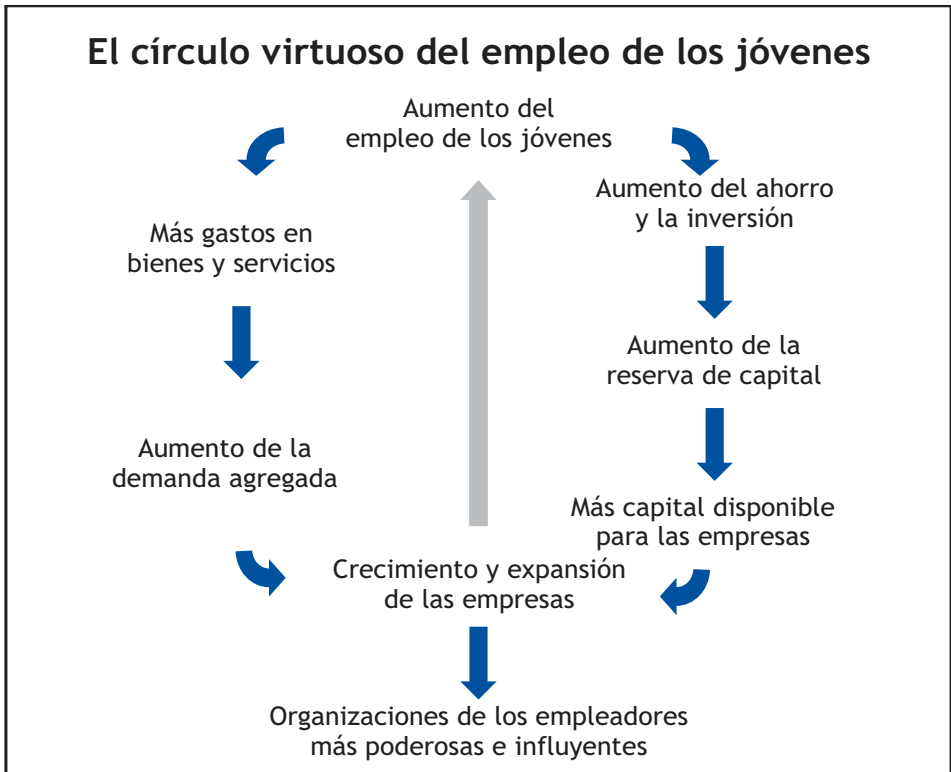 El círculo virtuoso del empleo de los jóvenes
Aumento del
empleo de los jóvenes
Más gastos en
bienes y servicios
Aumento de la
demanda agregada
Aumento del ahorro
y la inversión
Aumento de la
reserva de capital
Más capital disponible
para las empresas
Crecimiento y expansión
de las empresas
Organizaciones de los empleadores
más poderosas e influyentes